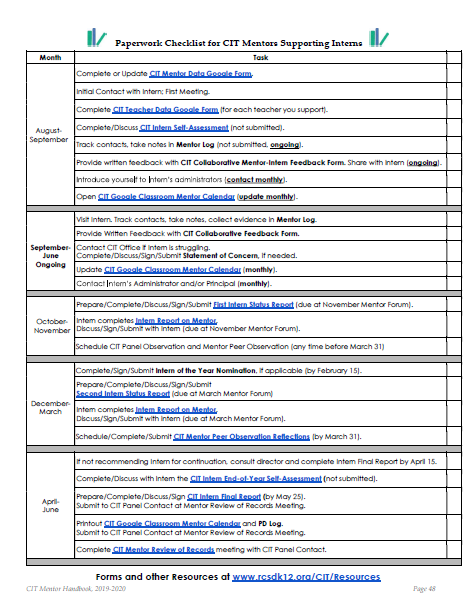 Paperwork Checklist for CIT Mentors Supporting Interns
Month Task
August-
September
Complete or Update CIT Mentor Data Google Form.
Initial Contact with Intern; First Meeting.
Complete CIT Teacher Data Google Form (for each teacher you support).
Complete/Discuss CIT Intern Self-Assessment (not submitted).
Track contacts, take notes in Mentor Log (not submitted, ongoing).
Provide written feedback with CIT Collaborative Mentor-Intern Feedback Form. Share with Intern (ongoing).
Introduce yourself to Intern's administrators (contact monthly).
Open CIT Google Classroom Mentor Calendar (update monthly).
September-
June
Ongoing
Visit Intern. Track contacts, take notes, collect evidence in Mentor Log.
Provide Written Feedback with CIT Collaborative Feedback Form.
Contact CIT Office if Intern is struggling.
Complete/Discuss/Sign/Submit Statement of Concern, if needed.
Update CIT Google Classroom Mentor Calendar (monthly).
Contact Intern's Administrator and/or Principal (monthly).
October-
November
Prepare/Complete/Discuss/Sign/Submit First Intern Status Report (due at November Mentor Forum).
Intern completes Intern Report on Mentor.
Discuss/Sign/Submit with Intern (due at November Mentor Forum).
Schedule CIT Panel Observation and Mentor Peer Observation (any time before March 31)
December-
March
Complete/Sign/Submit Intern of the Year Nomination, if applicable (by February 15).
Prepare/Complete/Discuss/Sign/Submit
Second Intern Status Report (due at March Mentor Forum)
Intern completes Intern Report on Mentor.
Discuss/Sign/Submit with Intern (due at March Mentor Forum).
Schedule/Complete/Submit CIT Mentor Peer Observation Reflections (by March 31).
April-
June
If not recommending Intern for continuation, consult director and complete Intern Final Report by April 15.
Complete/Discuss with Intern the CIT Intern End-of-Year Self-Assessment (not submitted).
Prepare/Complete/Discuss/Sign CIT Intern Final Report (by May 25).
Submit to CIT Panel Contact at Mentor Review of Records Meeting.
Printout CIT Google Classroom Mentor Calendar and PD Log.
Submit to CIT Panel Contact at Mentor Review of Records Meeting.
Complete CIT Mentor Review of Records meeting with CIT Panel Contact.
Forms and other Resources at www.rcsdk12.org/CIT/Resources
CIT Mentor Handbook, 2019-2020 Page 48